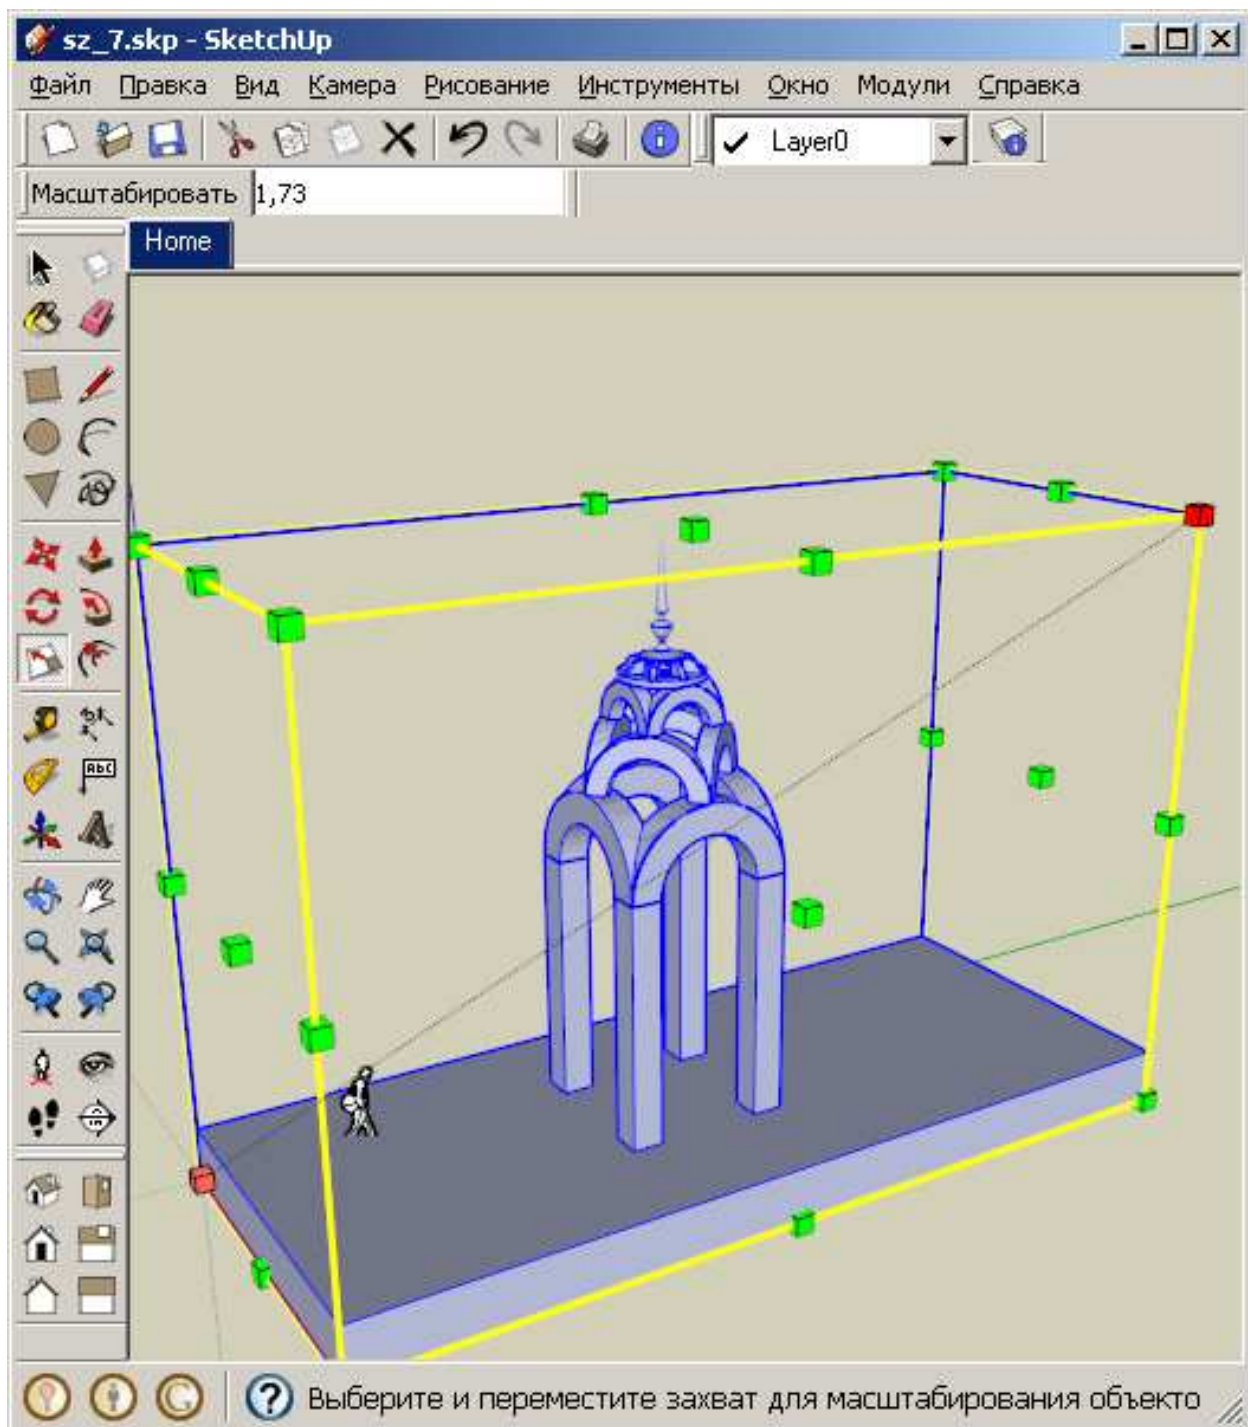 sz_7.skp - SketchUp
Файл Правка Вид Камера Рисование Инструменты Окно Модули Справка
Layer0
Масштабировать 1,73
Home
Abc
Выберите и переместите захват для масштабирования объекто